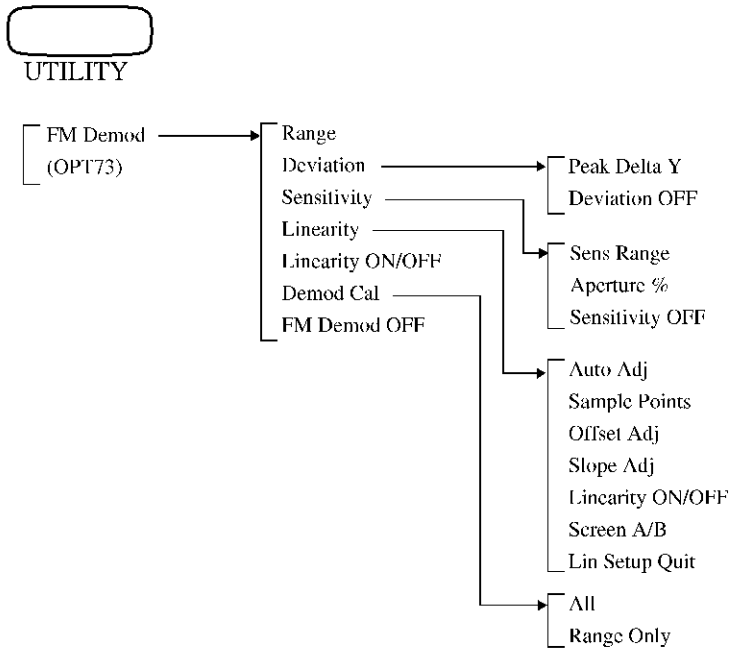 UTILITY
FM Demod
(OPT73)
Range
Deviation
Sensitivity
Linearity
Linearity ON/OFF
Demod Cal
FM Demod OFF
Peak Delta Y
Deviation OFF
Sens Range
Aperture %
Sensitivity OFF
Auto Adj
Sample Points
Offset Adj
Slope Adj
Linearity ON/OFF
Screen A/B
Lin Setup Quit
All
Range Only